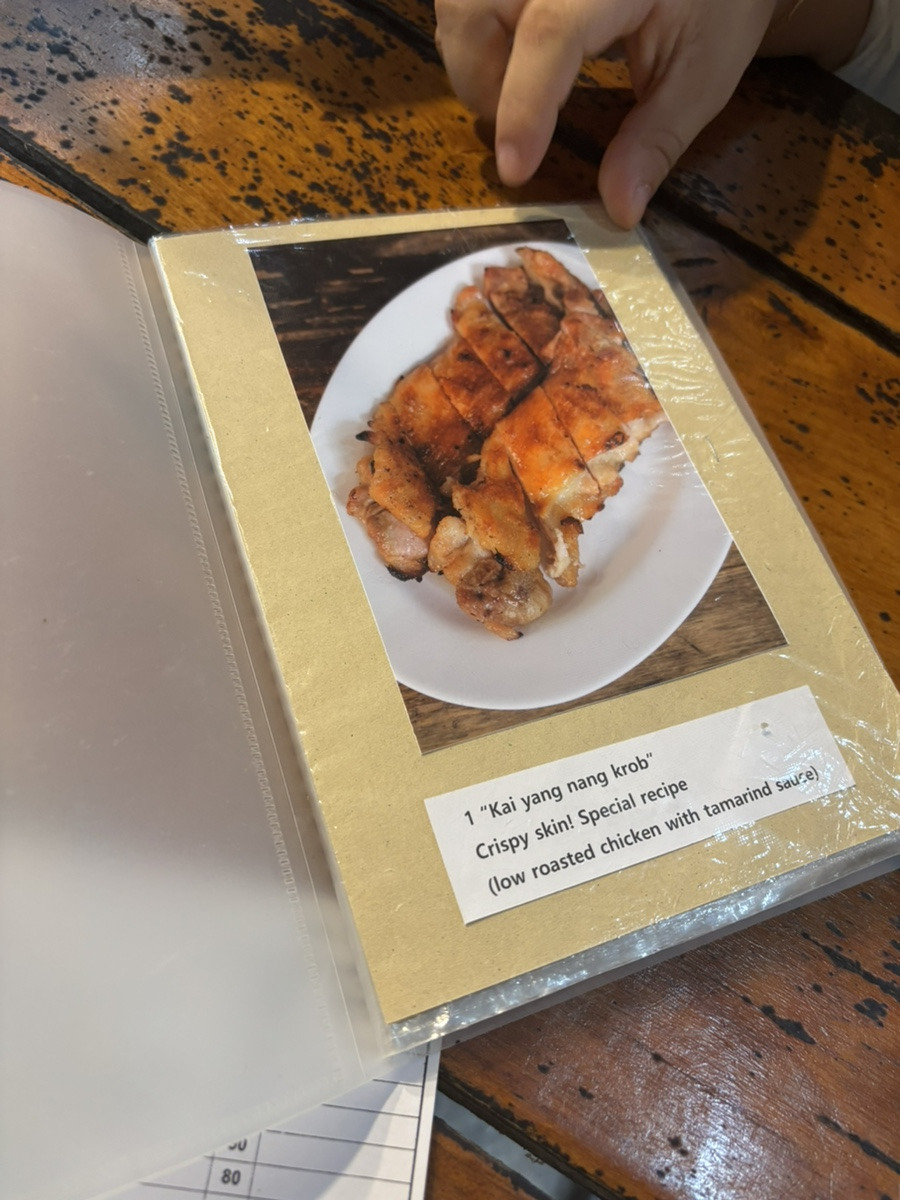 1 “Kai yang nang krob”
Crispy skin! Special recipe
(low roasted chicken with tamarind sauce)
80